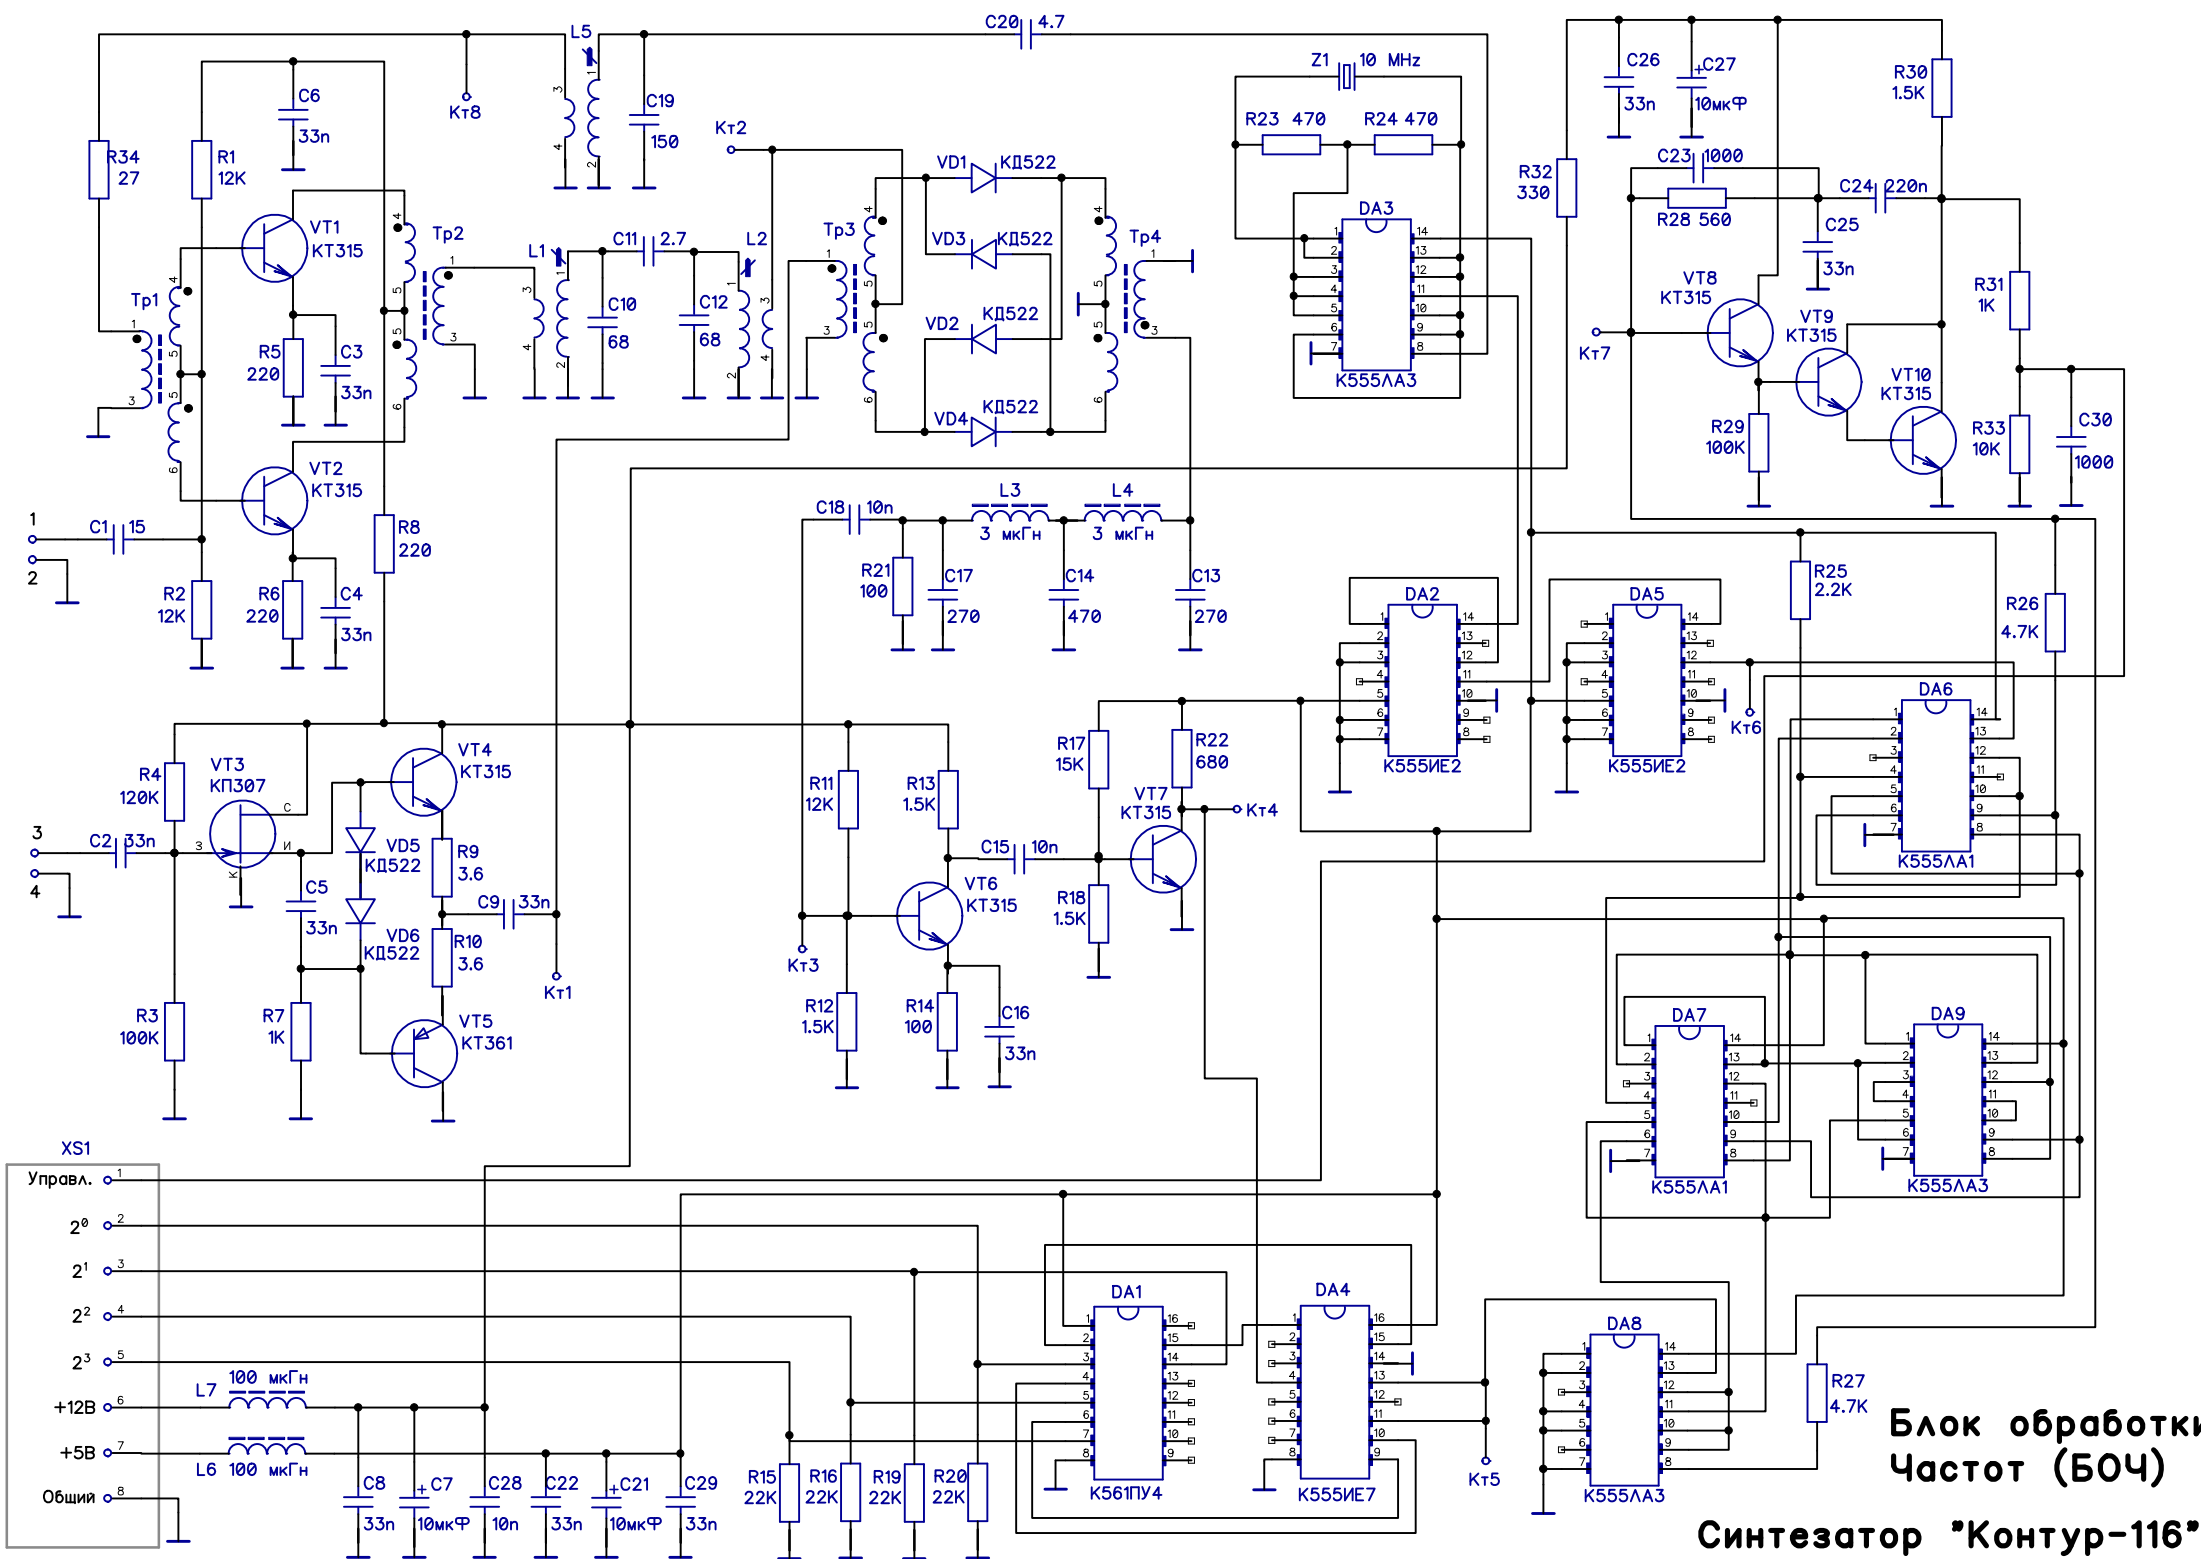 C20 4.7
L5
Z1 10 MHz
C26
33n
+C27
10мкФ
R30
1.5K
C6
33n
Кт8
C19
150
Кт2
R23 470
R24 470
R34
27
R1
12K
VD1 КД522
C23 1000
R32
330
C24 220n
R28 560
VT1
КТ315
Тр2
L1
C11 2.7
L2
Тр3
VD3 КД522
Тр4
DA3
C25
33n
Тр1
C10
68
C12
68
VD2 КД522
VT8
КТ315
R31
1K
R5
220
C3
33n
К555ЛА3
Кт7
VT9
КТ315
VT10
КТ315
VD4 КД522
R29
100K
R33
10K
C30
1000
VT2
КТ315
1
C1 15
2
R8
220
C18 10n
L3
3 мкГн
L4
3 мкГн
R2
12K
R6
220
C4
33n
R21
100
C17
270
C14
470
C13
270
DA2
К555ИЕ2
DA5
К555ИЕ2
R25
2.2K
R26
4.7K
Кт6
DA6
К555ЛА1
R4
120K
VT3
КП307
С
И
З
К
VT4
КТ315
R11
12K
R13
1.5K
R17
15K
R22
680
VT7
КТ315
Кт4
3
C2 33n
4
VD5
КД522
R9
3.6
C5
33n
VD6
КД522
R10
3.6
C9 33n
Кт1
VT6
КТ315
C15 10n
R18
1.5K
Кт3
R3
100K
R7
1K
VT5
КТ361
R12
1.5K
R14
100
C16
33n
DA7
К555ЛА1
DA9
К555ЛА3
XS1
Управл. 1
2⁰ 2
2¹ 3
2² 4
2³ 5
+12В 6
+5В 7
Общий 8
L7 100 мкГн
L6 100 мкГн
C8
33n
+C7
10мкФ
C28
10n
C22
33n
+C21
10мкФ
C29
33n
R15
22K
R16
22K
R19
22K
R20
22K
DA1
К561ПУ4
DA4
К555ИЕ7
Кт5
DA8
К555ЛА3
R27
4.7K
Блок обработки
Частот (БОЧ)
Синтезатор "Контур-116"